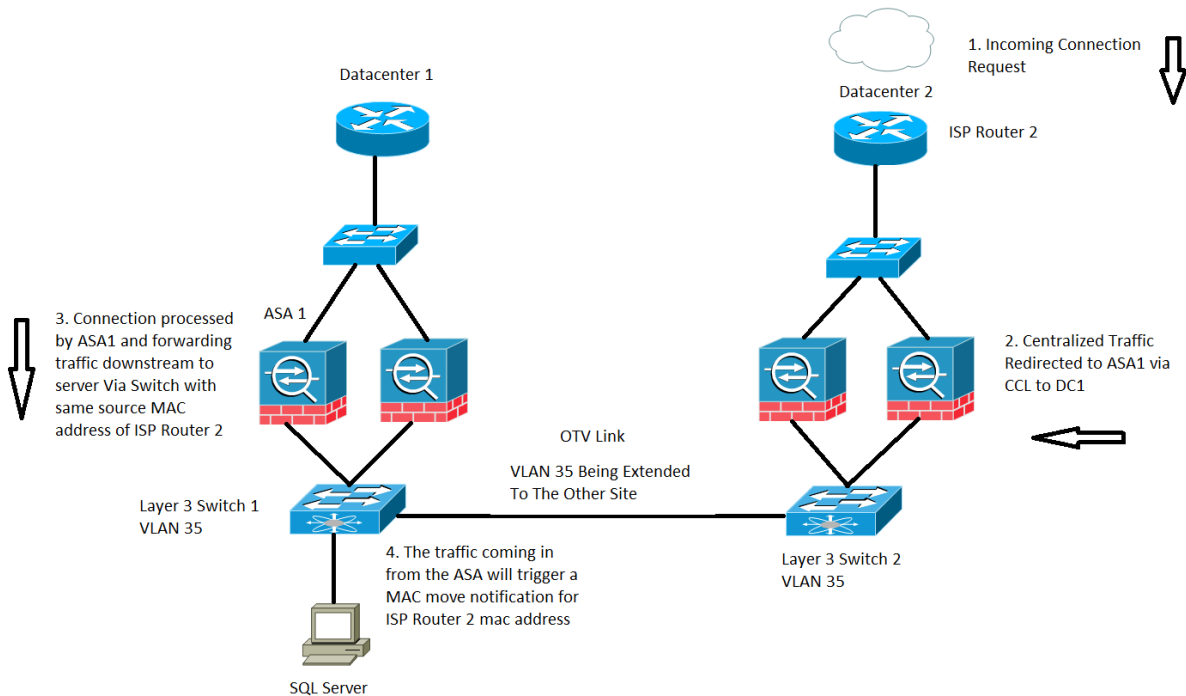 1. Incoming Connection
Request
Datacenter 1
Datacenter 2
ISP Router 2
3. Connection processed
by ASA1 and forwarding
traffic downstream to
server Via Switch with
same source MAC
address of ISP Router 2
ASA 1
2. Centralized Traffic
Redirected to ASA1 via
CCL to DC1
OTV Link
VLAN 35 Being Extended
To The Other Site
Layer 3 Switch 1
VLAN 35
4. The traffic coming in
from the ASA will trigger a
MAC move notification for
ISP Router 2 mac address
Layer 3 Switch 2
VLAN 35
SQL Server